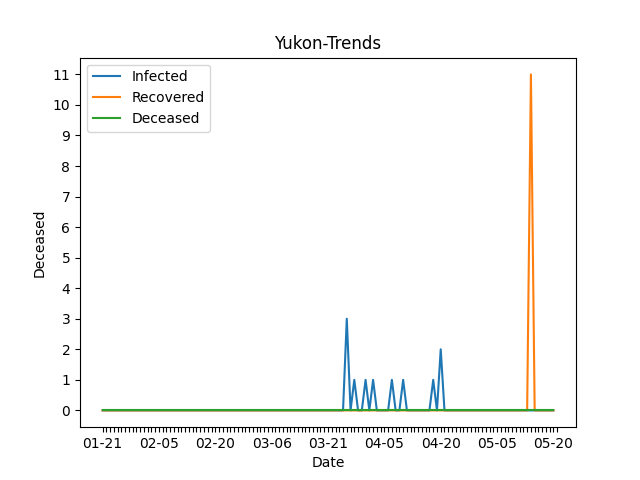 Yukon-Trends
Infected
Recovered
Deceased
11
10
9
8
7
6
5
4
3
2
1
0
Deceased
01-21 02-05 02-20 03-06 03-21 04-05 04-20 05-05 05-20
Date